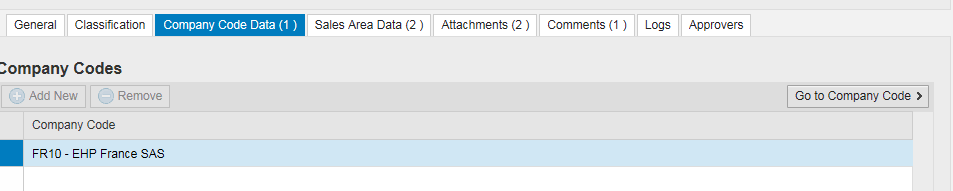 General Classification Company Code Data (1 ) Sales Area Data (2 ) Attachments (2 ) Comments (1 ) Logs Approvers
Company Codes
Add New Remove Go to Company Code
Company Code
FR10 - EHP France SAS